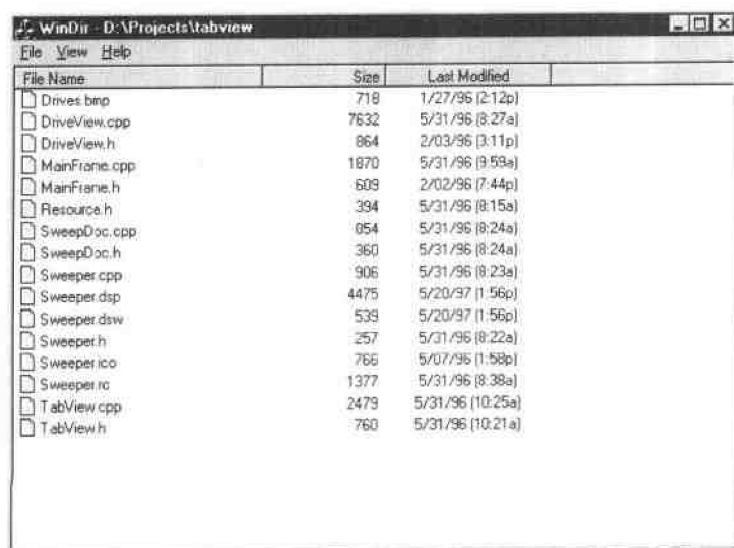 WinDir - D:\Projects\tabview
File View Help
File Name Size Last Modified
Drives.bmp 718 1/27/96 (2:12p)
DriveView.cpp 7632 5/31/96 (8:27a)
DriveView.h 864 2/03/96 (3:11p)
MainFrame.cpp 1870 5/31/96 (9:59a)
MainFrame.h 609 2/02/96 (7:44p)
Resource.h 394 5/31/96 (8:15a)
SweepDoc.cpp 854 5/31/96 (8:24a)
SweepDoc.h 360 5/31/96 (8:24a)
Sweeper.cpp 906 5/31/96 (8:23a)
Sweeper.dsp 4475 5/20/97 (1:56p)
Sweeper.dsw 539 5/20/97 (1:56p)
Sweeper.h 257 5/31/96 (8:22a)
Sweeper.ico 766 5/07/96 (1:58p)
Sweeper.rc 1377 5/31/96 (8:38a)
TabView.cpp 2479 5/31/96 (10:25a)
TabView.h 760 5/31/96 (10:21a)